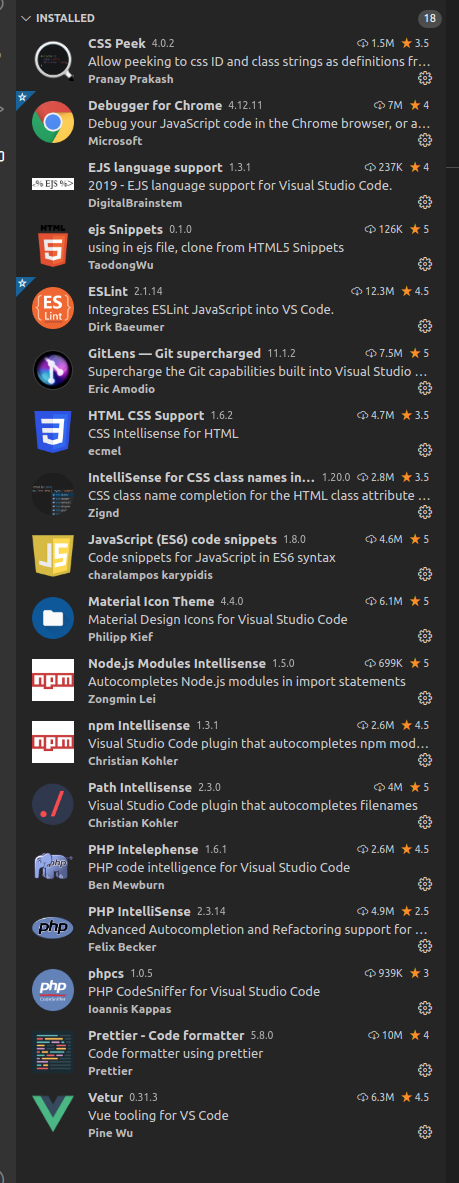 INSTALLED 18
CSS Peek 4.0.2 1.5M 3.5
Allow peeking to css ID and class strings as definitions fr...
Pranay Prakash
Debugger for Chrome 4.12.11 7M 4
Debug your JavaScript code in the Chrome browser, or a...
Microsoft
EJS language support 1.3.1 237K 4
<% EJS %>
2019 - EJS language support for Visual Studio Code.
DigitalBrainstem
HTML
5
ejs Snippets 0.1.0 126K 5
using in ejs file, clone from HTML5 Snippets
TaodongWu
ES
Lint
ESLint 2.1.14 12.3M 4.5
Integrates ESLint JavaScript into VS Code.
Dirk Baeumer
GitLens — Git supercharged 11.1.2 7.5M 5
Supercharge the Git capabilities built into Visual Studio ...
Eric Amodio
3
HTML CSS Support 1.6.2 4.7M 3.5
CSS Intellisense for HTML
ecmel
IntelliSense for CSS class names in... 1.20.0 2.8M 3.5
CSS class name completion for the HTML class attribute ...
Zignd
JS
JavaScript (ES6) code snippets 1.8.0 4.6M 5
Code snippets for JavaScript in ES6 syntax
charalampos karypidis
Material Icon Theme 4.4.0 6.1M 5
Material Design Icons for Visual Studio Code
Philipp Kief
npm
Node.js Modules Intellisense 1.5.0 699K 5
Autocompletes Node.js modules in import statements
Zongmin Lei
npm
npm Intellisense 1.3.1 2.6M 4.5
Visual Studio Code plugin that autocompletes npm mod...
Christian Kohler
./
Path Intellisense 2.3.0 4M 5
Visual Studio Code plugin that autocompletes filenames
Christian Kohler
php
PHP Intelephense 1.6.1 2.6M 4.5
PHP code intelligence for Visual Studio Code
Ben Mewburn
php
PHP IntelliSense 2.3.14 4.9M 2.5
Advanced Autocompletion and Refactoring support for ...
Felix Becker
php
CodeSniffer
phpcs 1.0.5 939K 3
PHP CodeSniffer for Visual Studio Code
Ioannis Kappas
Prettier - Code formatter 5.8.0 10M 4
Code formatter using prettier
Prettier
Vetur 0.31.3 6.3M 4.5
Vue tooling for VS Code
Pine Wu